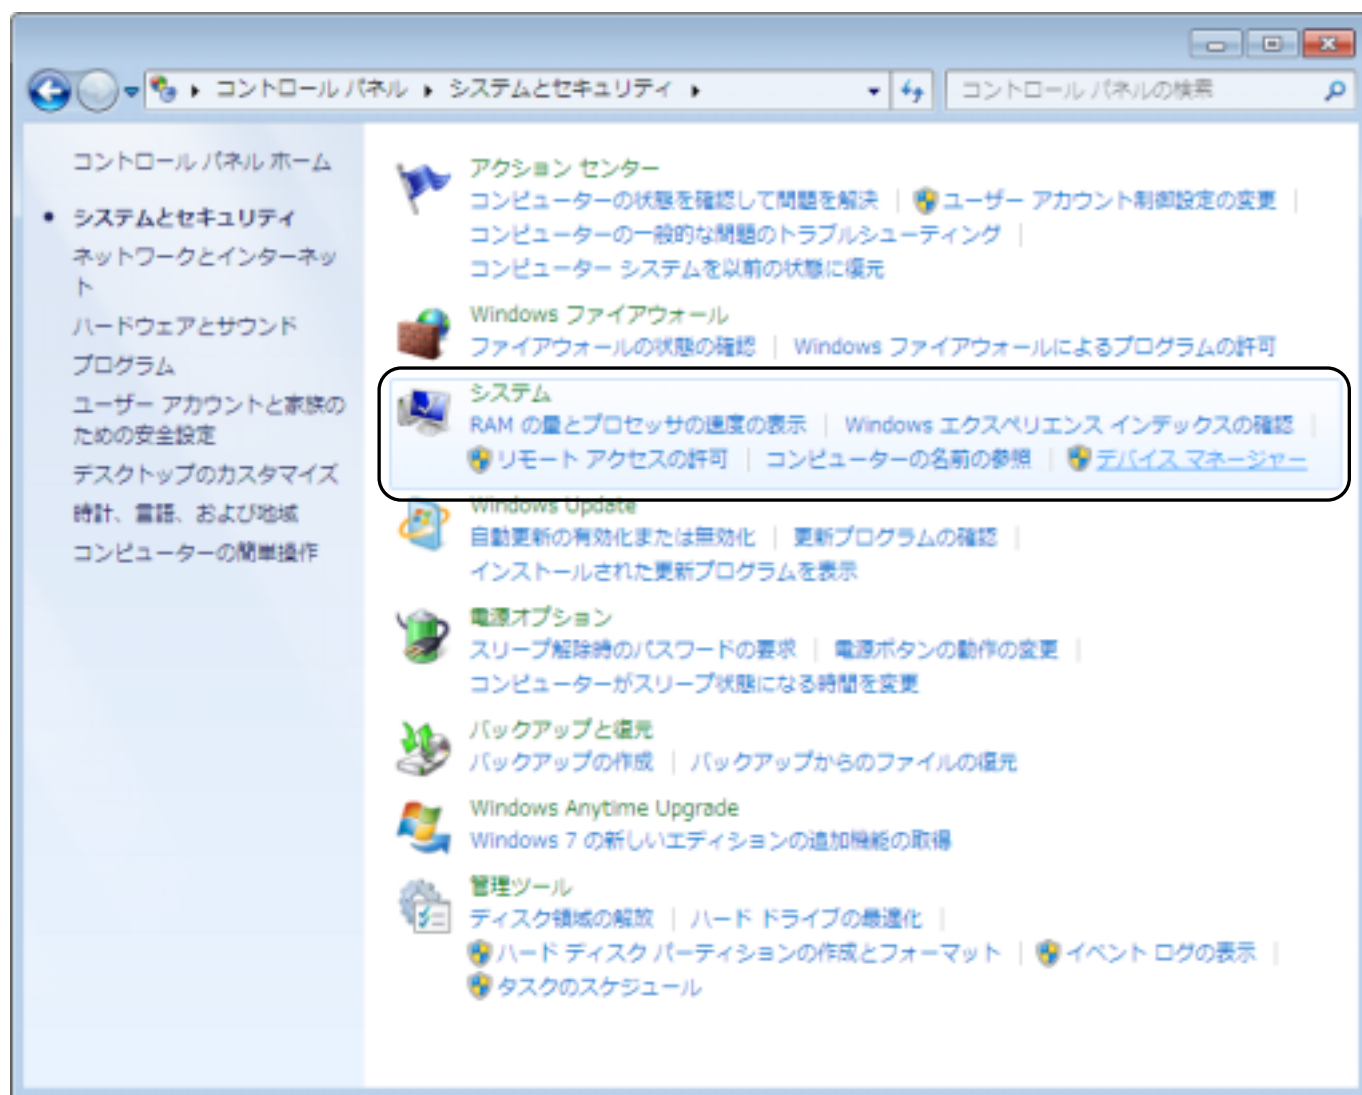 コントロール パネル ▸ システムとセキュリティ ▸
コントロール パネルの検索
コントロール パネル ホーム
• システムとセキュリティ
ネットワークとインターネッ
ト
ハードウェアとサウンド
プログラム
ユーザー アカウントと家族の
ための安全設定
デスクトップのカスタマイズ
時計、言語、および地域
コンピューターの簡単操作
アクション センター
コンピューターの状態を確認して問題を解決 | ユーザー アカウント制御設定の変更 |
コンピューターの一般的な問題のトラブルシューティング |
コンピューター システムを以前の状態に復元
Windows ファイアウォール
ファイアウォールの状態の確認 | Windows ファイアウォールによるプログラムの許可
システム
RAM の量とプロセッサの速度の表示 | Windows エクスペリエンス インデックスの確認 |
リモート アクセスの許可 | コンピューターの名前の参照 | デバイス マネージャー
Windows Update
自動更新の有効化または無効化 | 更新プログラムの確認 |
インストールされた更新プログラムを表示
電源オプション
スリープ解除時のパスワードの要求 | 電源ボタンの動作の変更 |
コンピューターがスリープ状態になる時間を変更
バックアップと復元
バックアップの作成 | バックアップからのファイルの復元
Windows Anytime Upgrade
Windows 7 の新しいエディションの追加機能の取得
管理ツール
ディスク領域の解放 | ハード ドライブの最適化 |
ハード ディスク パーティションの作成とフォーマット | イベント ログの表示 |
タスクのスケジュール